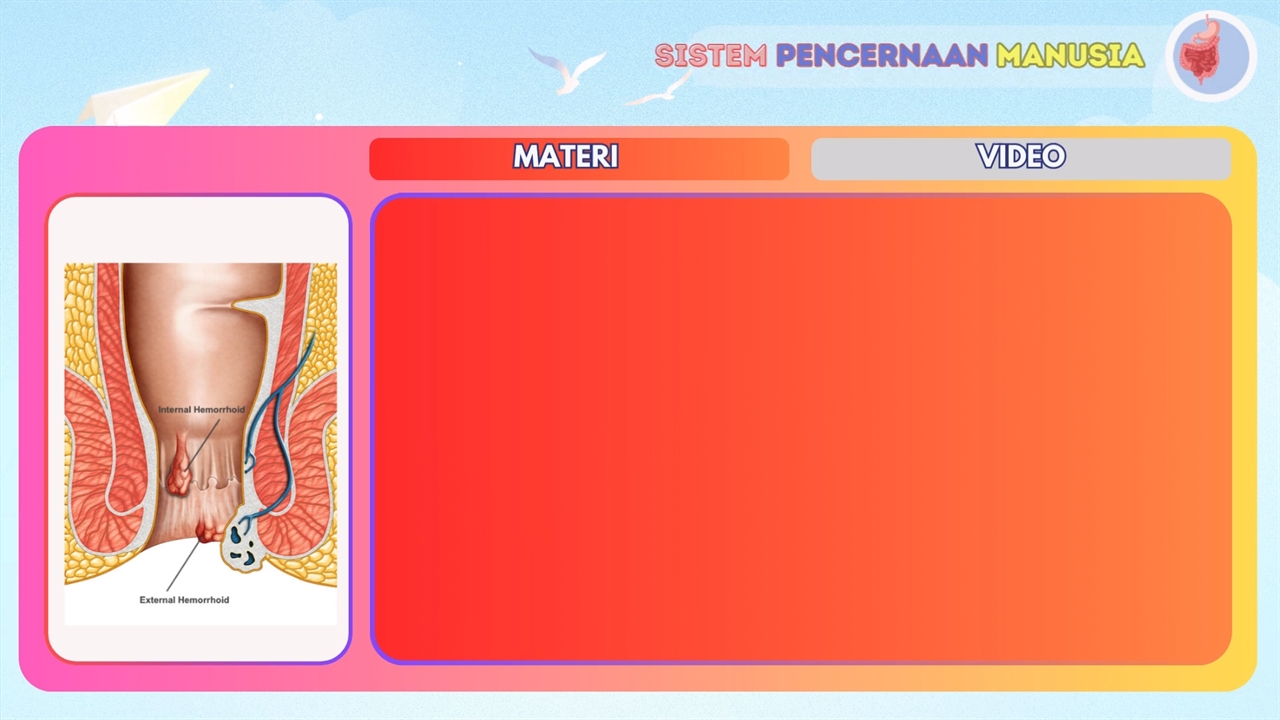 SISTEM PENCERNAAN MANUSIA
MATERI
VIDEO
Internal Hemorrhoid
External Hemorrhoid